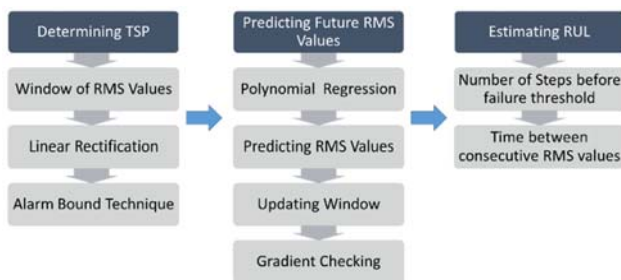 Determining TSP
Window of RMS Values
Linear Rectification
Alarm Bound Technique
Predicting Future RMS
Values
Polynomial Regression
Predicting RMS Values
Updating Window
Gradient Checking
Estimating RUL
Number of Steps before
failure threshold
Time between
consecutive RMS values